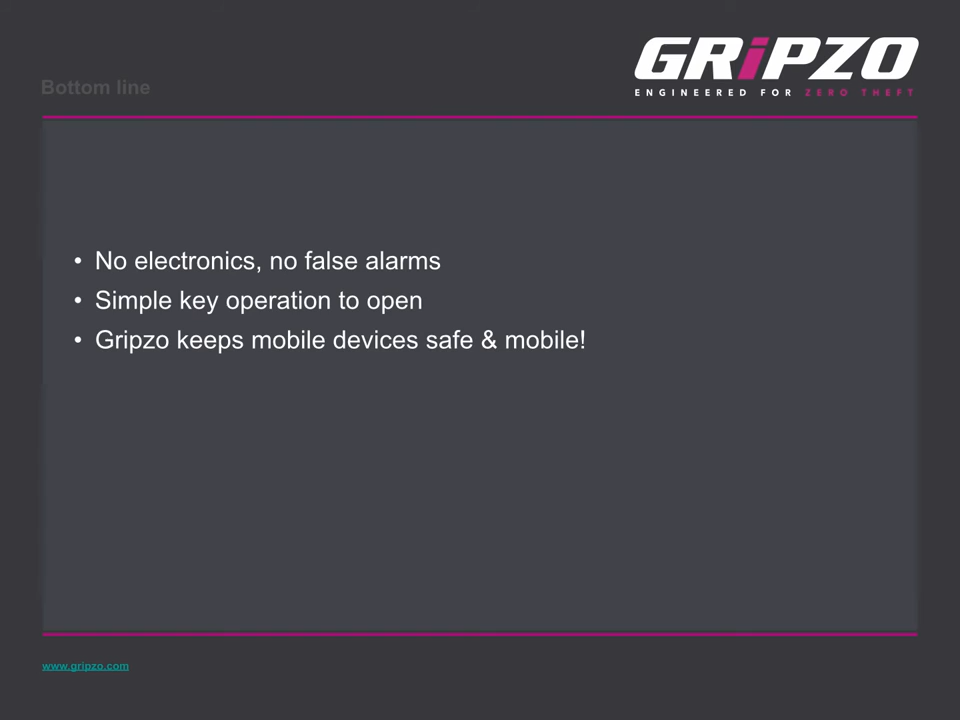 GRiPZO
ENGINEERED FOR ZERO THEFT
Bottom line
• No electronics, no false alarms
• Simple key operation to open
• Gripzo keeps mobile devices safe & mobile!
www.gripzo.com